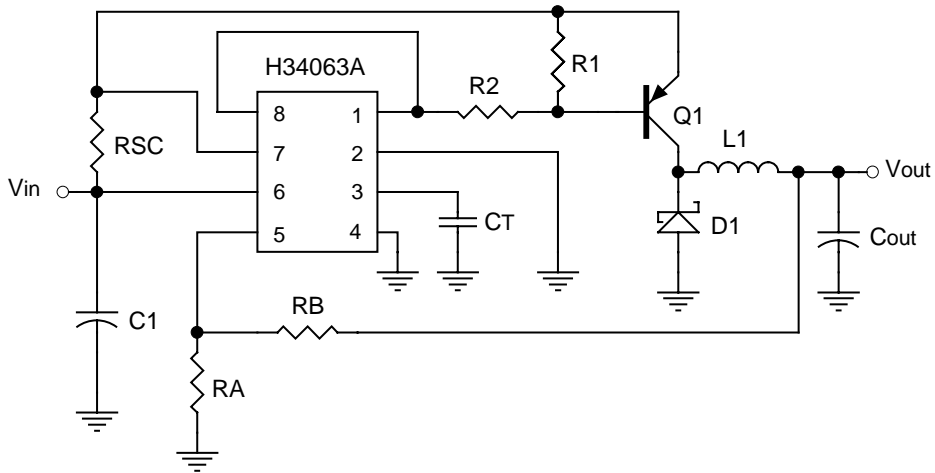 H34063A
R1
R2
Q1
8 1
RSC
7 2
L1
Vin
6 3
Vout
CT
5 4
D1
Cout
RB
C1
RA